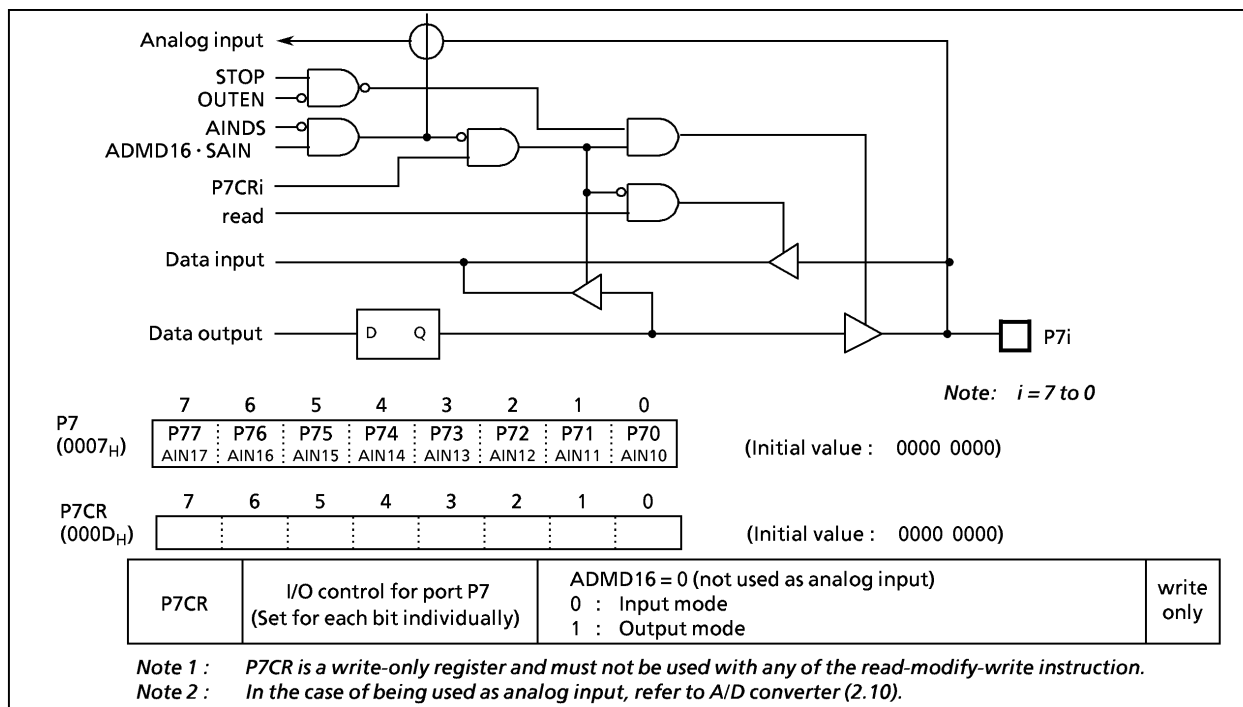 Analog input
STOP
OUTEN
AINDS
ADMD16 · SAIN
P7CRi
read
Data input
Data output
D Q
P7i
Note: i = 7 to 0
7 6 5 4 3 2 1 0
P7
(0007H)
P77 P76 P75 P74 P73 P72 P71 P70
AIN17 AIN16 AIN15 AIN14 AIN13 AIN12 AIN11 AIN10
(Initial value : 0000 0000)
7 6 5 4 3 2 1 0
P7CR
(000DH)
(Initial value : 0000 0000)
P7CR
I/O control for port P7
(Set for each bit individually)
ADMD16 = 0 (not used as analog input)
0 : Input mode
1 : Output mode
write
only
Note 1 : P7CR is a write-only register and must not be used with any of the read-modify-write instruction.
Note 2 : In the case of being used as analog input, refer to A/D converter (2.10).